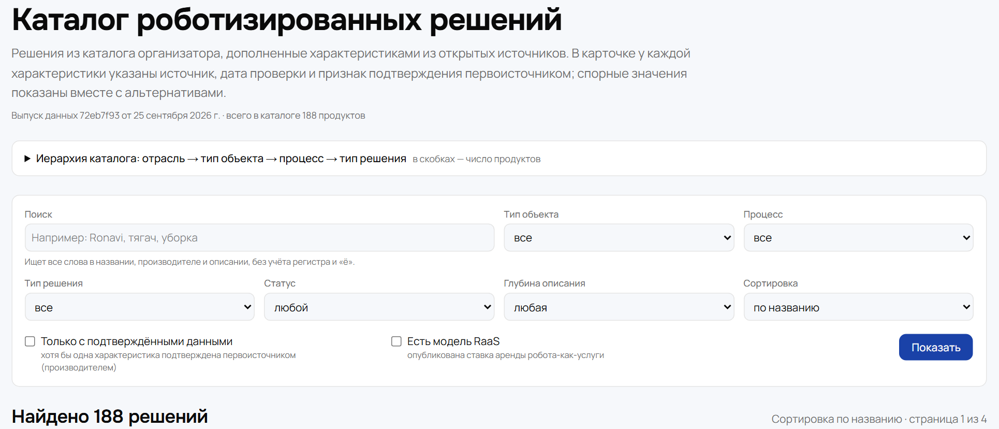 Каталог роботизированных решений
Решения из каталога организатора, дополненные характеристиками из открытых источников. В карточке у каждой
характеристики указаны источник, дата проверки и признак подтверждения первоисточником; спорные значения
показаны вместе с альтернативами.
Выпуск данных 72eb7f93 от 25 сентября 2026 г. · всего в каталоге 188 продуктов
▶ Иерархия каталога: отрасль → тип объекта → процесс → тип решения в скобках — число продуктов
Поиск
Например: Ronavi, тягач, уборка
Ищет все слова в названии, производителе и описании, без учёта регистра и «ё».
Тип объекта
все
Процесс
все
Тип решения
все
Статус
любой
Глубина описания
любая
Сортировка
по названию
Только с подтверждёнными данными
хотя бы одна характеристика подтверждена первоисточником
(производителем)
Есть модель RaaS
опубликована ставка аренды робота-как-услуги
Показать
Найдено 188 решений
Сортировка по названию · страница 1 из 4